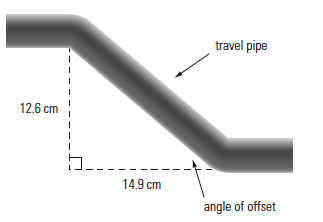 travel pipe
12.6 cm
14.9 cm
angle of offset